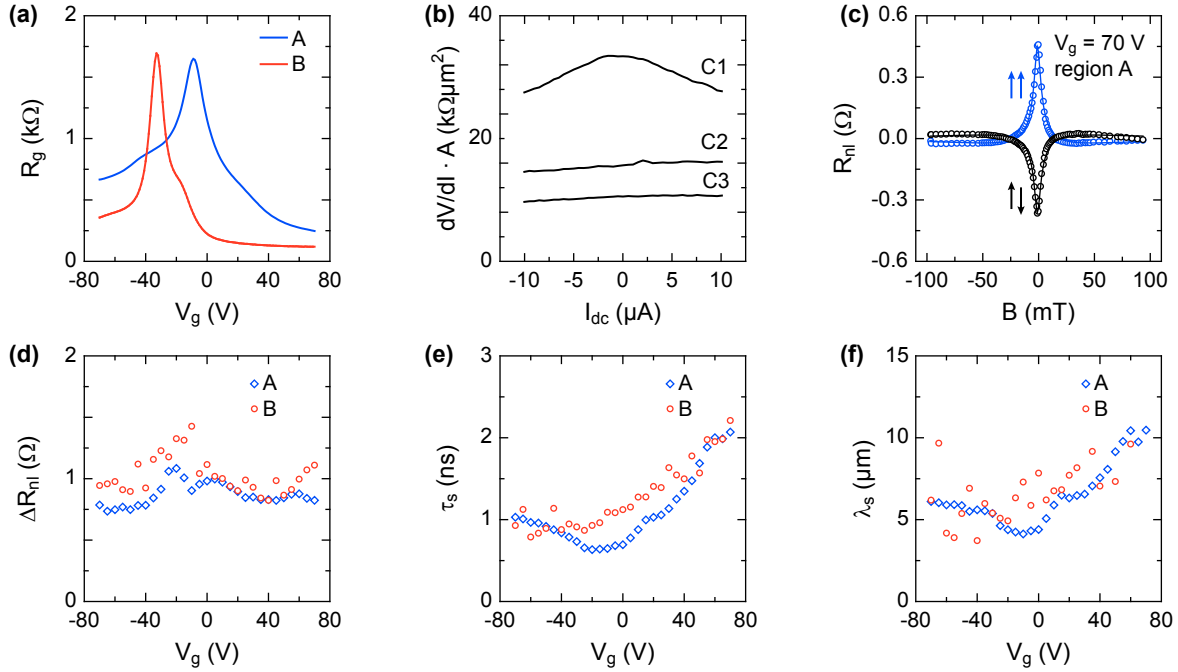 (a)
2
1
0
R_g (kΩ)
A
B
-80 -40 0 40 80
V_g (V)
(b)
40
20
0
dV/dI · A (kΩμm²)
C1
C2
C3
-10 -5 0 5 10
I_dc (μA)
(c)
0.6
0.3
0.0
-0.3
-0.6
R_nl (Ω)
V_g = 70 V
region A
-100 -50 0 50 100
B (mT)
(d)
2
1
0
ΔR_nl (Ω)
A
B
-80 -40 0 40 80
V_g (V)
(e)
3
2
1
0
τ_s (ns)
A
B
-80 -40 0 40 80
V_g (V)
(f)
15
10
5
0
λ_s (μm)
A
B
-80 -40 0 40 80
V_g (V)